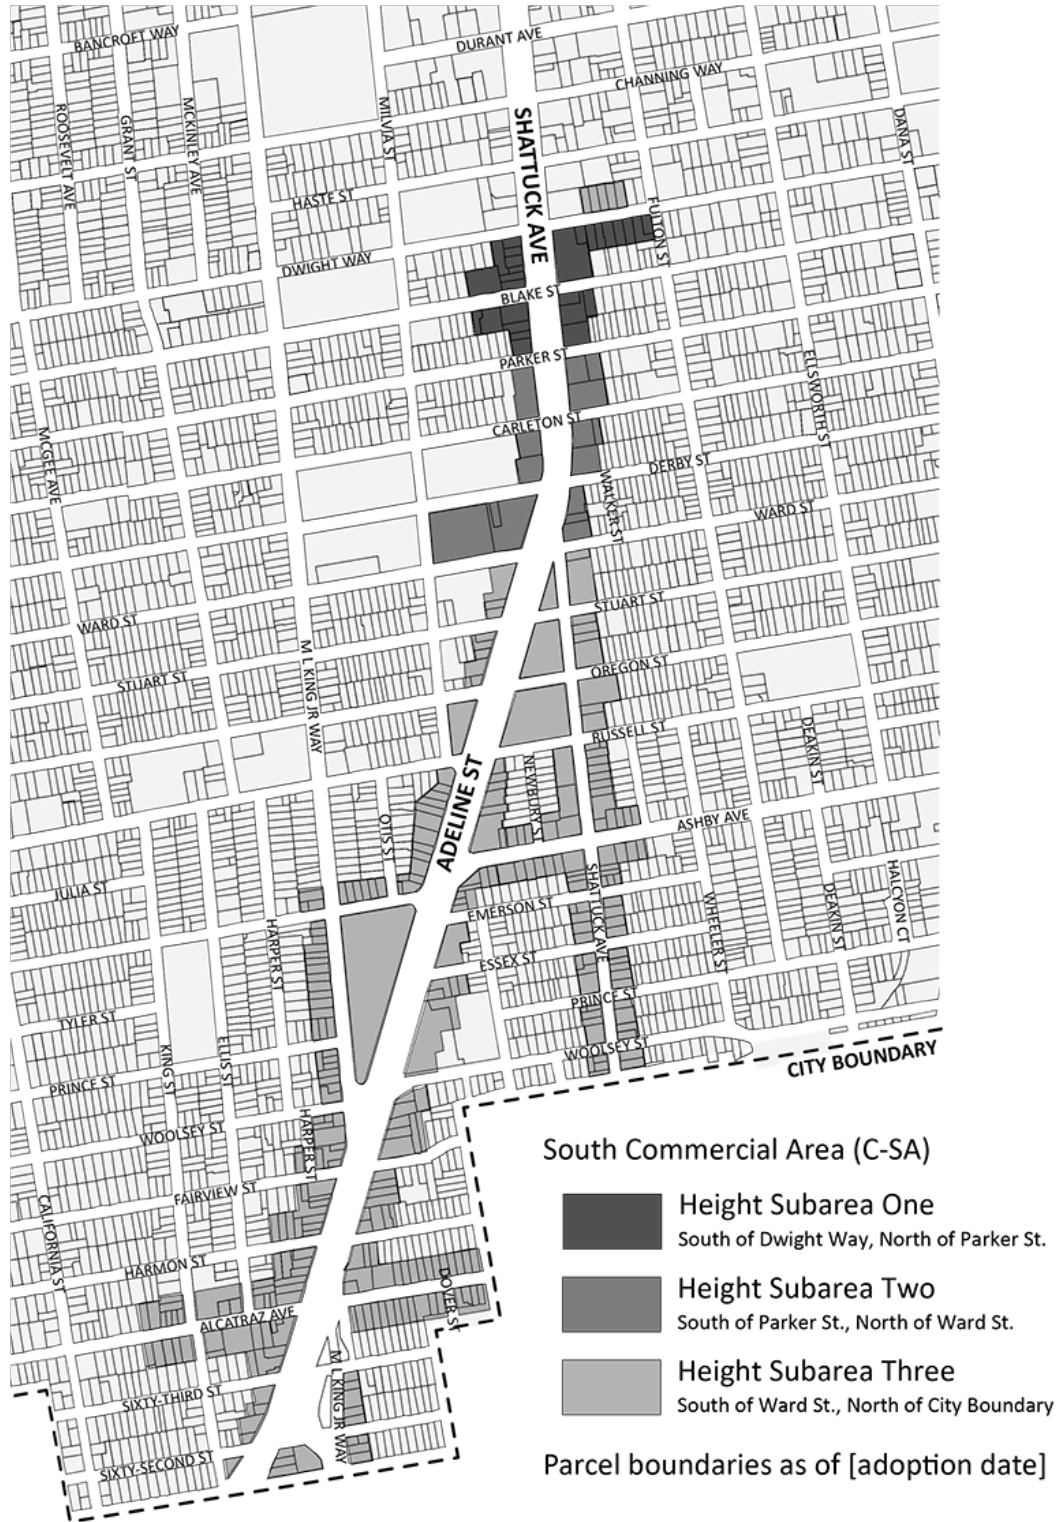 BANCROFT WAY
DURANT AVE
CHANNING WAY
ROOSEVELT AVE
GRANT ST
MCKINLEY AVE
MILVIA ST
SHATTUCK AVE
DANA ST
HASTE ST
FULTON ST
DWIGHT WAY
BLAKE ST
PARKER ST
ELLSWORTH ST
CARLETON ST
MCGEE AVE
DERBY ST
WALKER ST
WARD ST
STUART ST
WARD ST
OREGON ST
STUART ST
M L KING JR WAY
RUSSELL ST
DEAKIN ST
ADELINE ST
NEWBURY ST
OTIS ST
ASHBY AVE
JULIA ST
SHATTUCK AVE
HALCYON CT
EMERSON ST
WHEELER ST
DEAKIN ST
HARPER ST
ESSEX ST
PRINCE ST
TYLER ST
KING ST
ELLIS ST
WOOLSEY ST
CITY BOUNDARY
PRINCE ST
WOOLSEY ST
HARPER ST
FAIRVIEW ST
CALIFORNIA ST
HARMON ST
DOVER ST
ALCATRAZ AVE
M L KING JR WAY
SIXTY-THIRD ST
SIXTY-SECOND ST
South Commercial Area (C-SA)
Height Subarea One
South of Dwight Way, North of Parker St.
Height Subarea Two
South of Parker St., North of Ward St.
Height Subarea Three
South of Ward St., North of City Boundary
Parcel boundaries as of [adoption date]